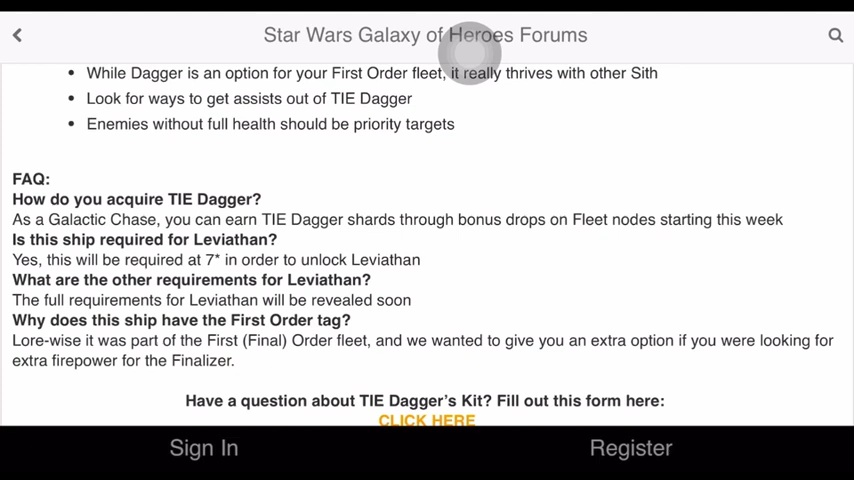 Star Wars Galaxy of Heroes Forums
• While Dagger is an option for your First Order fleet, it really thrives with other Sith
• Look for ways to get assists out of TIE Dagger
• Enemies without full health should be priority targets
FAQ:
How do you acquire TIE Dagger?
As a Galactic Chase, you can earn TIE Dagger shards through bonus drops on Fleet nodes starting this week
Is this ship required for Leviathan?
Yes, this will be required at 7* in order to unlock Leviathan
What are the other requirements for Leviathan?
The full requirements for Leviathan will be revealed soon
Why does this ship have the First Order tag?
Lore-wise it was part of the First (Final) Order fleet, and we wanted to give you an extra option if you were looking for
extra firepower for the Finalizer.
Have a question about TIE Dagger's Kit? Fill out this form here:
CLICK HERE
Sign In
Register